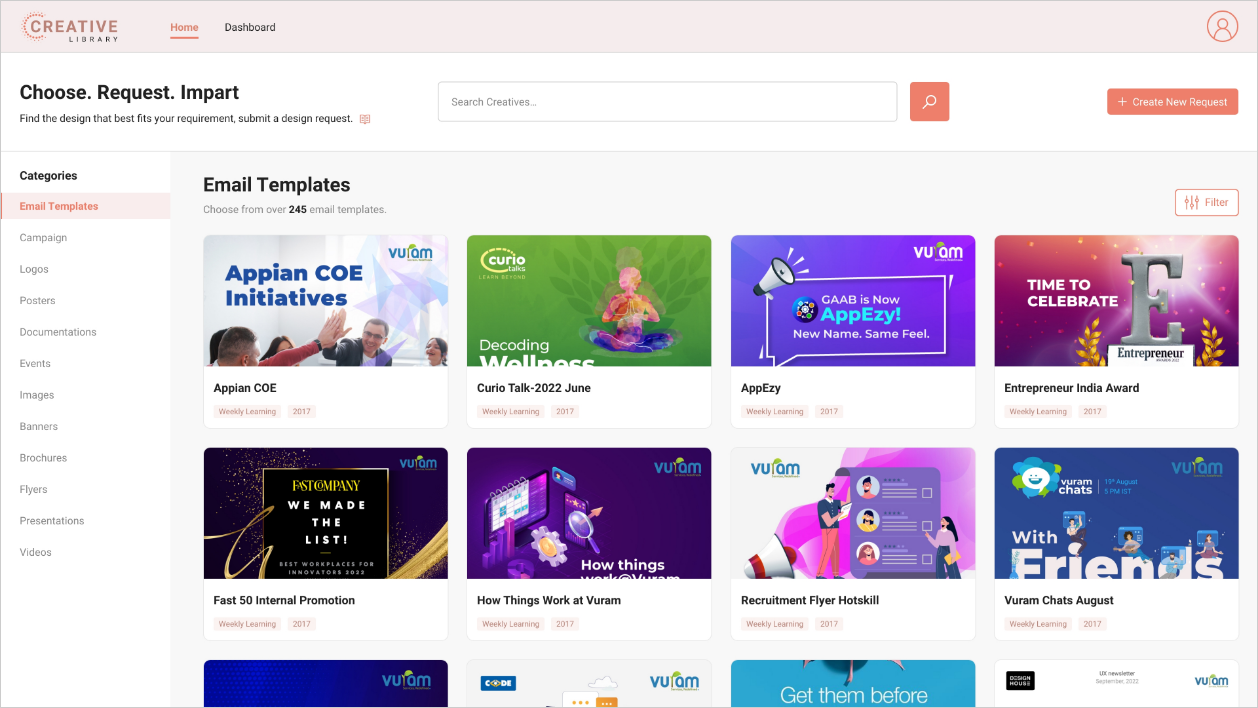 CREATIVE
LIBRARY
Home
Dashboard
Choose. Request. Impart
Find the design that best fits your requirement, submit a design request.
Search Creatives...
+ Create New Request
Categories
Email Templates
Campaign
Logos
Posters
Documentations
Events
Images
Banners
Brochures
Flyers
Presentations
Videos
Email Templates
Choose from over 245 email templates.
Filter
vuram
Appian COE
Initiatives
Appian COE
Weekly Learning
2017
curio
talks
LEARN BEYOND
Decoding
Wellness
Curio Talk-2022 June
Weekly Learning
2017
vuram
GAAB is Now
AppEzy!
New Name. Same Feel.
AppEzy
Weekly Learning
2017
TIME TO
CELEBRATE
E
Entrepreneur
Entrepreneur India Award
Weekly Learning
2017
vuram
FAST COMPANY
WE MADE
THE
LIST!
BEST WORKPLACES FOR
INNOVATORS 2022
Fast 50 Internal Promotion
Weekly Learning
2017
vuram
How things
work@Vuram
How Things Work at Vuram
Weekly Learning
2017
vuram
Recruitment Flyer Hotskill
Weekly Learning
2017
vuram
chats
19th August
5 PM IST
vuram
With
Friends
Vuram Chats August
Weekly Learning
2017
vuram
CODE
vuram
Get them before
DESIGN
HOUSE
UX newsletter
September, 2022
vuram